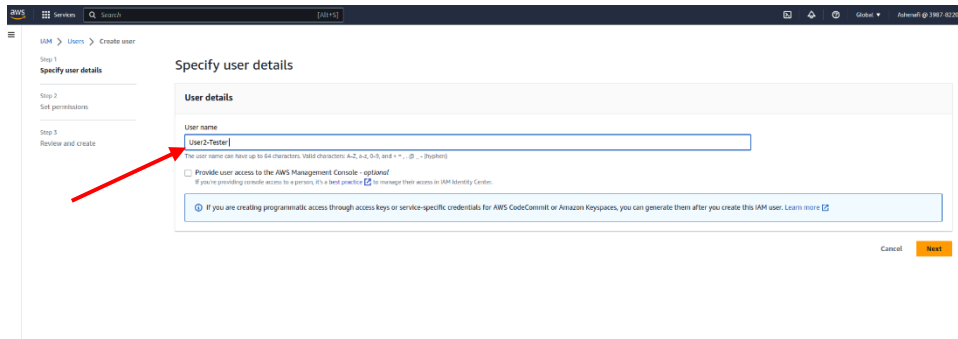 aws
Services
Search
[Alt+S]
Global ▼
Ashenafi @ 3987-8220
IAM > Users > Create user
Step 1
Specify user details
Step 2
Set permissions
Step 3
Review and create
Specify user details
User details
User name
User2-Tester
The user name can have up to 64 characters. Valid characters: A-Z, a-z, 0-9, and + = , . @ _ - (hyphen)
Provide user access to the AWS Management Console - optional
If you're providing console access to a person, it's a best practice to manage their access in IAM Identity Center.
If you are creating programmatic access through access keys or service-specific credentials for AWS CodeCommit or Amazon Keyspaces, you can generate them after you create this IAM user. Learn more
Cancel
Next